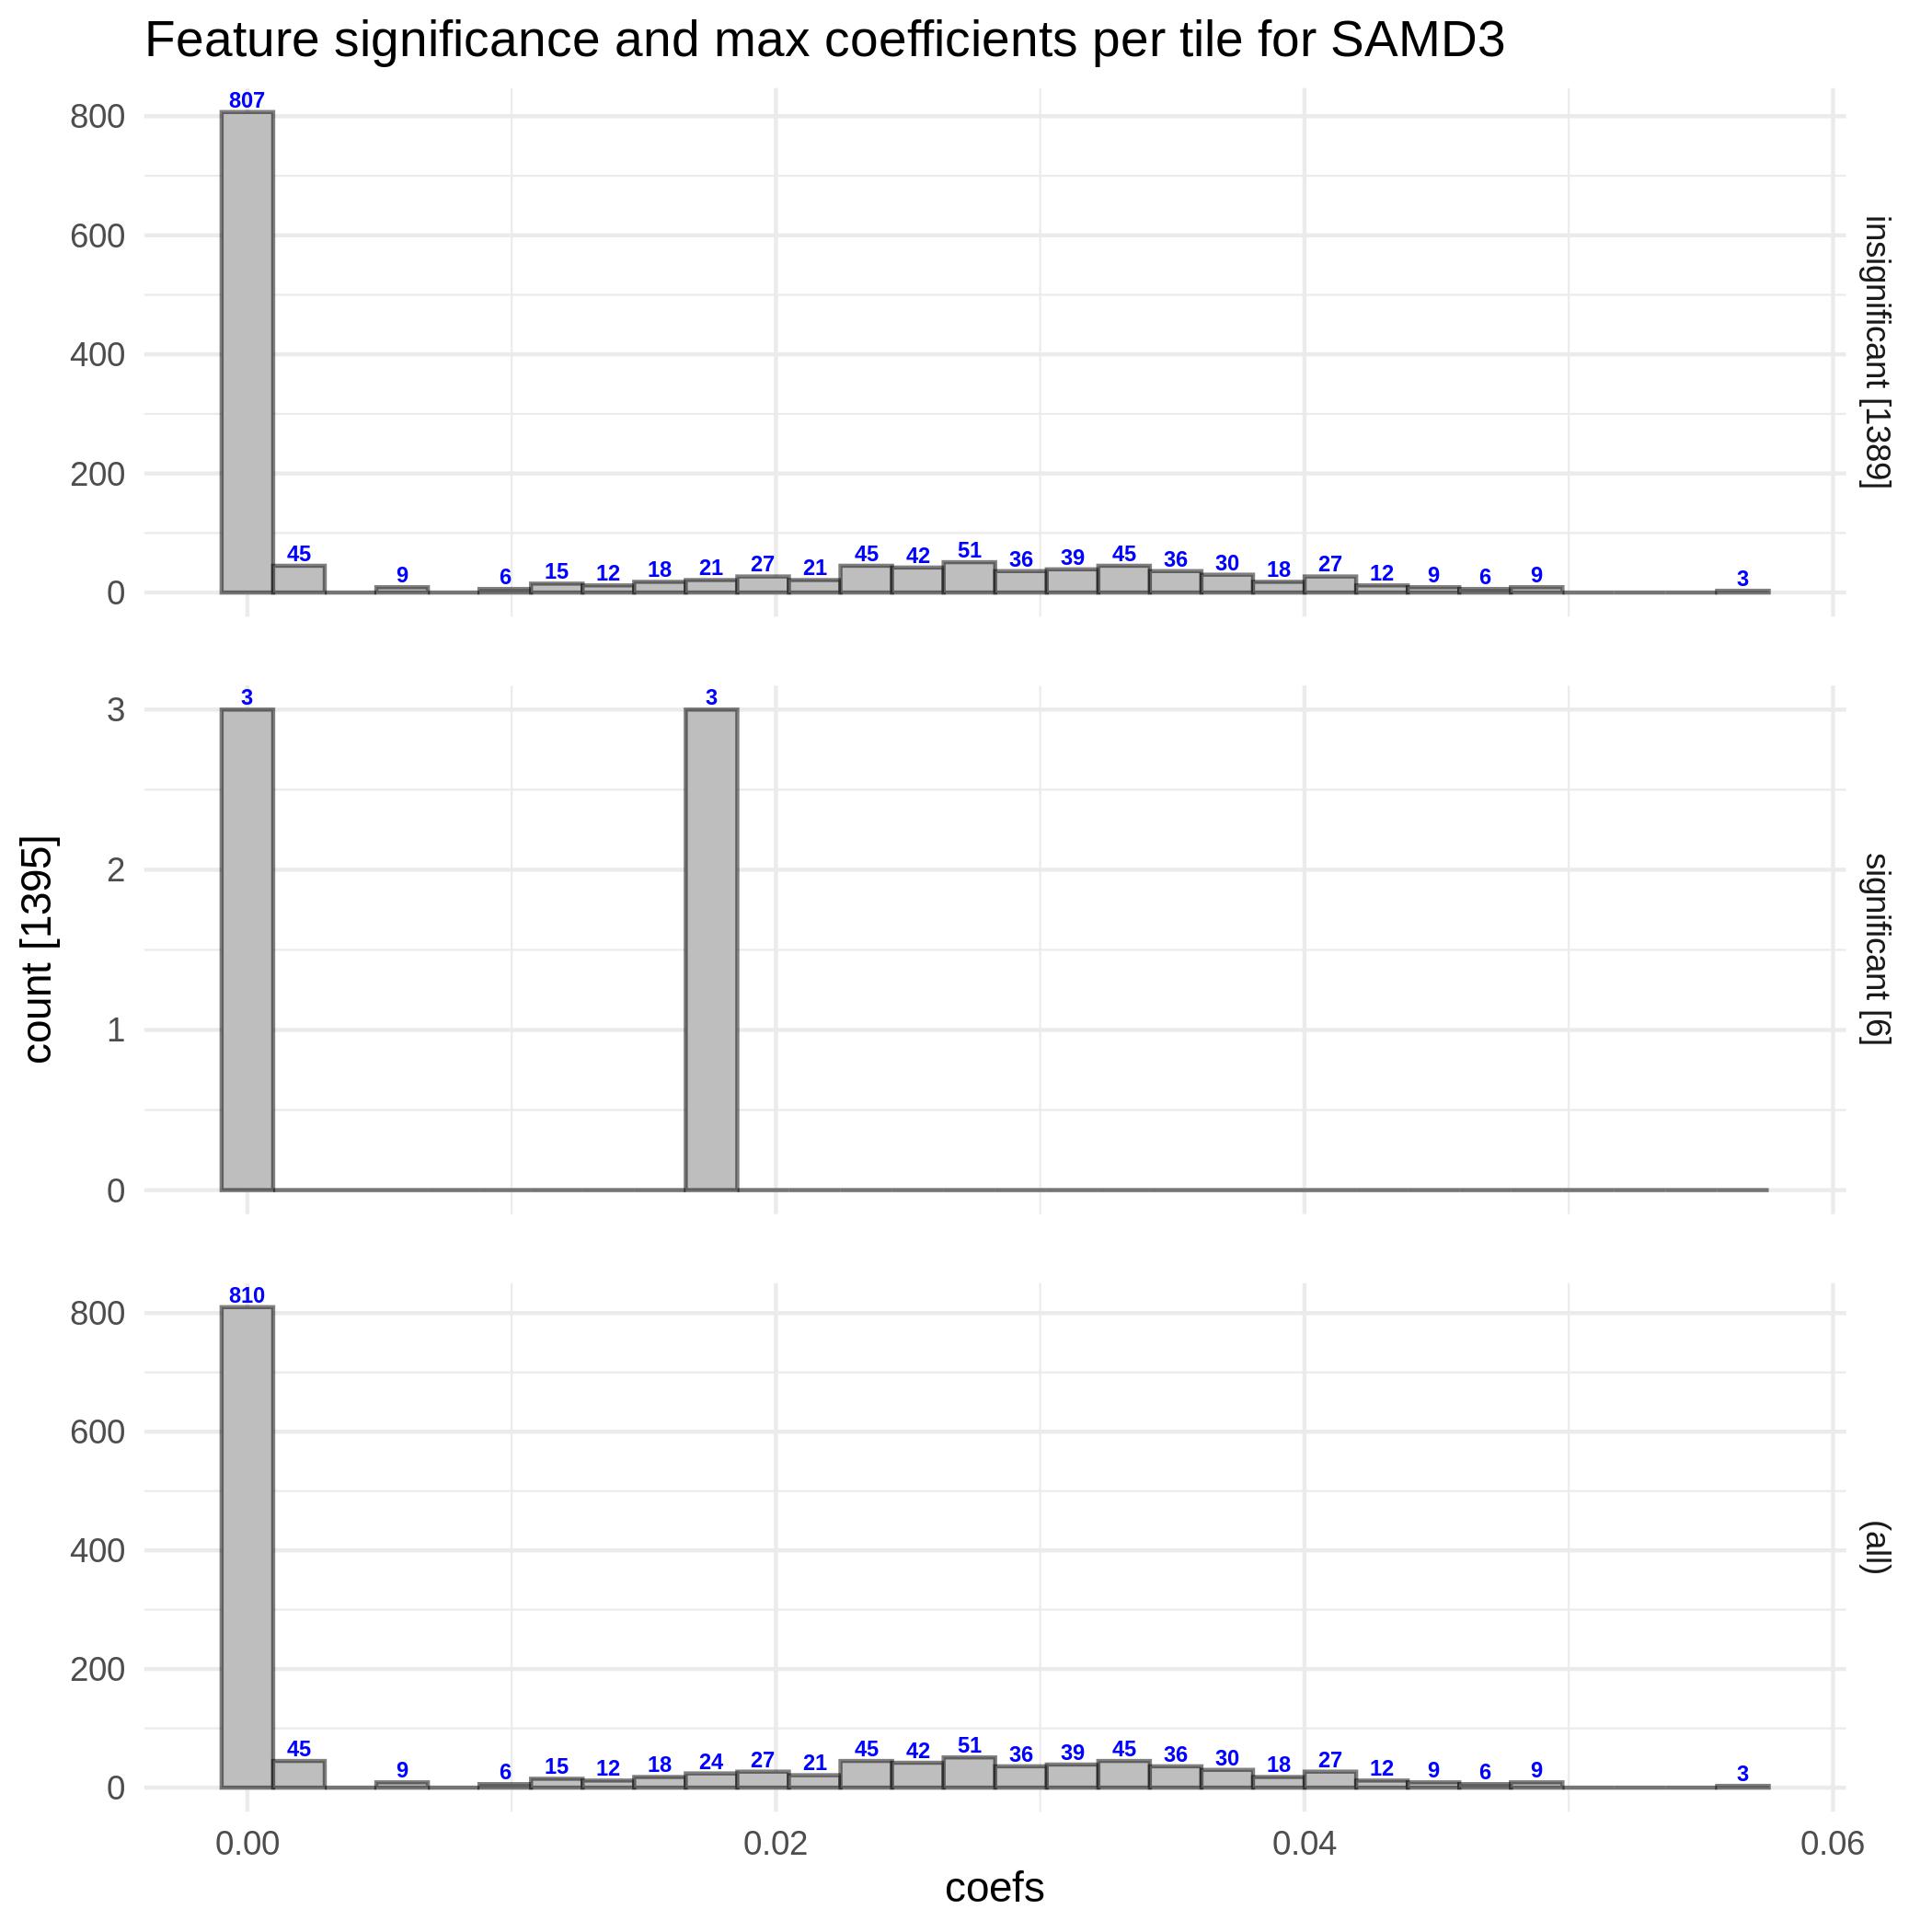 Feature significance and max coefficients per tile for SAMD3
807
800
600
400
200
0
45 9 6 15 12 18 21 27 21 45 42 51 36 39 45 36 30 18 27 12 9 6 9 3
insignificant [1389]
3 3
3
2
1
0
significant [6]
count [1395]
810
800
600
400
200
0
45 9 6 15 12 18 24 27 21 45 42 51 36 39 45 36 30 18 27 12 9 6 9 3
(all)
0.00 0.02 0.04 0.06
coefs